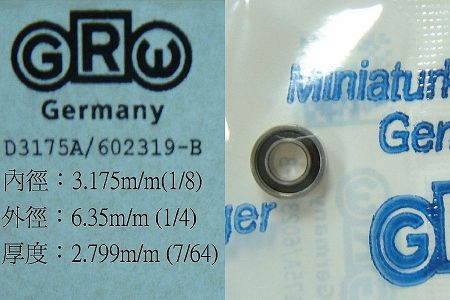 GRW
Germany
D3175A/602319-B
內徑：3.175m/m(1/8)
外徑：6.35m/m (1/4)
厚度：2.799m/m (7/64)
Miniatur
Ger
ger
GR